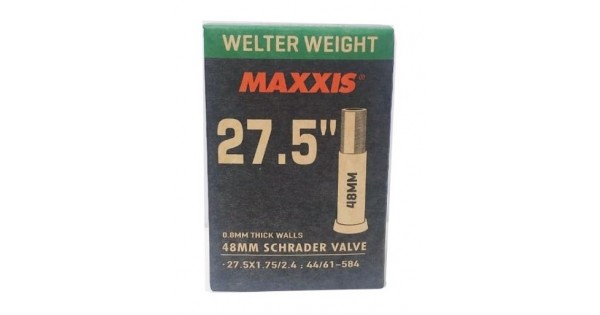 WELTER WEIGHT
MAXXIS®
27.5"
48MM
0.8MM THICK WALLS
48MM SCHRADER VALVE
·27.5X1.75/2.4 ; 44/61-584